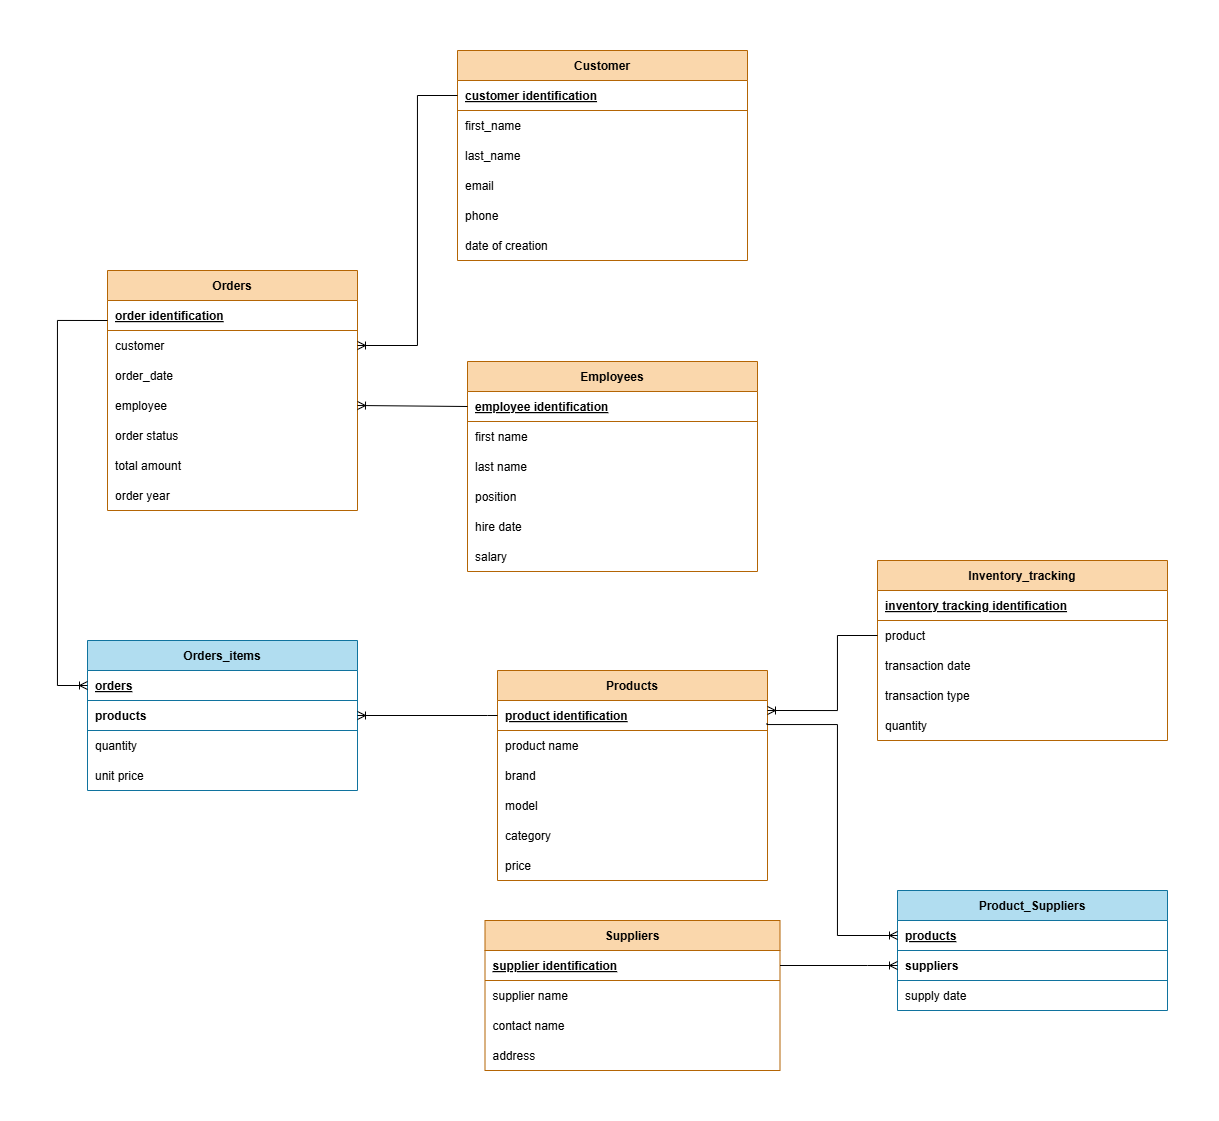 Customer
customer identification
first_name
last_name
email
phone
date of creation
Orders
order identification
customer
order_date
employee
order status
total amount
order year
Employees
employee identification
first name
last name
position
hire date
salary
Inventory_tracking
inventory tracking identification
product
transaction date
transaction type
quantity
Orders_items
orders
products
quantity
unit price
Products
product identification
product name
brand
model
category
price
Product_Suppliers
products
suppliers
supply date
Suppliers
supplier identification
supplier name
contact name
address